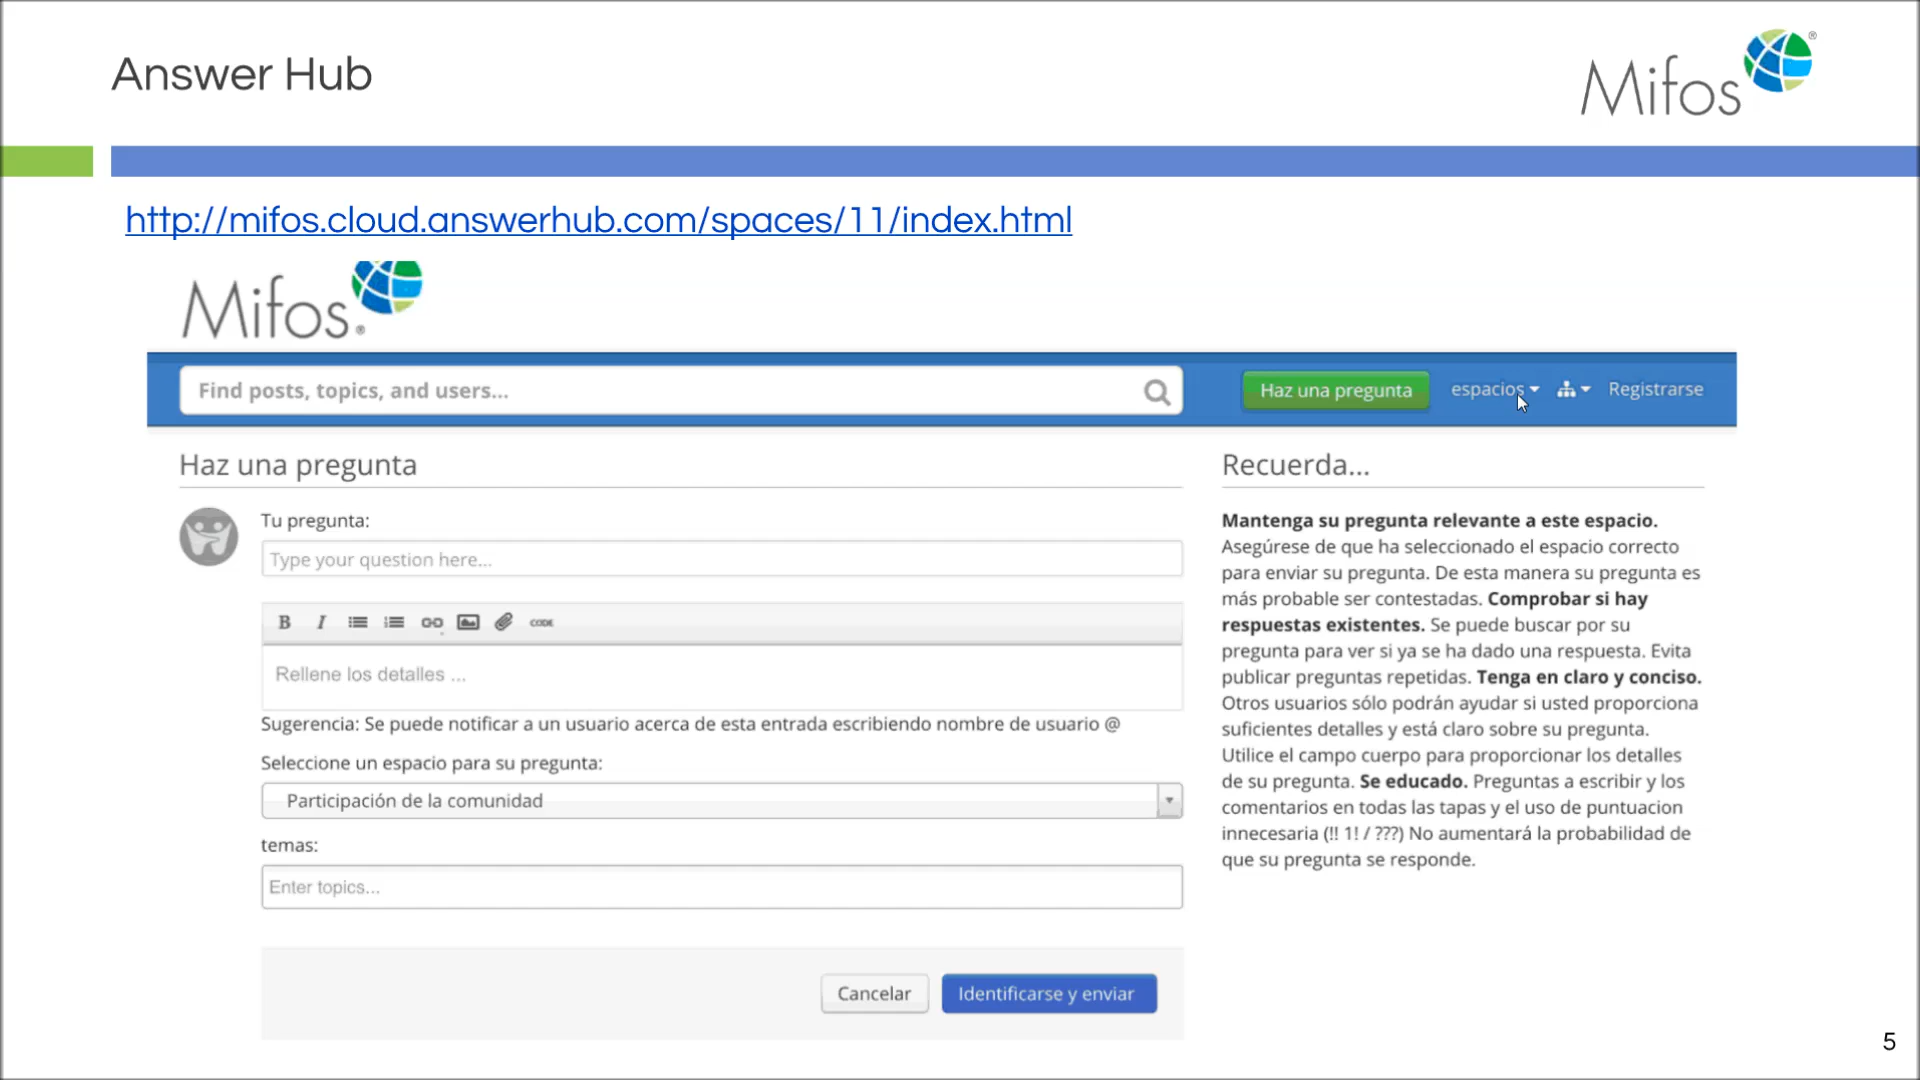 Answer Hub
Mifos®
http://mifos.cloud.answerhub.com/spaces/11/index.html
Mifos®
Find posts, topics, and users...
Haz una pregunta
espacios
Registrarse
Haz una pregunta
Tu pregunta:
Type your question here...
B I CODE
Rellene los detalles ...
Sugerencia: Se puede notificar a un usuario acerca de esta entrada escribiendo nombre de usuario @
Seleccione un espacio para su pregunta:
Participación de la comunidad
temas:
Enter topics...
Cancelar
Identificarse y enviar
Recuerda...
Mantenga su pregunta relevante a este espacio.
Asegúrese de que ha seleccionado el espacio correcto
para enviar su pregunta. De esta manera su pregunta es
más probable ser contestadas. Comprobar si hay
respuestas existentes. Se puede buscar por su
pregunta para ver si ya se ha dado una respuesta. Evita
publicar preguntas repetidas. Tenga en claro y conciso.
Otros usuarios sólo podrán ayudar si usted proporciona
suficientes detalles y está claro sobre su pregunta.
Utilice el campo cuerpo para proporcionar los detalles
de su pregunta. Se educado. Preguntas a escribir y los
comentarios en todas las tapas y el uso de puntuacion
innecesaria (!! 1! / ???) No aumentará la probabilidad de
que su pregunta se responde.
5